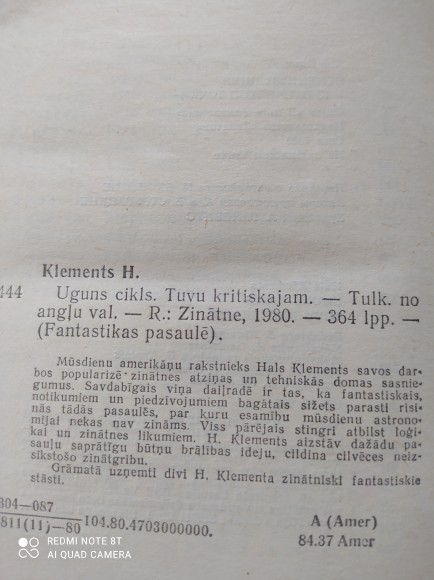 Klements H.
444 Uguns cikls. Tuvu kritiskajam. — Tulk. no
angļu val. — R.: Zinātne, 1980. — 364 lpp. —
(Fantastikas pasaulē).
Mūsdienu amerikāņu rakstnieks Hals Klements savos dar-
bos popularizē zinātnes atziņas un tehniskās domas sasnie-
gumus. Savdabīgais viņa daiļradē ir tas, ka fantastiskais,
notikumiem un piedzīvojumiem bagātais sižets parasti risi-
nās tādās pasaulēs, par kuru esamību mūsdienu astrono-
mijai nekas nav zināms. Viss pārējais stingri atbilst loģi-
kai un zinātnes likumiem. H. Klements aizstāv dažādu pa-
sauļu saprātīgu būtņu brālības ideju, cildina cilvēces neiz-
sīkstošo zinātgribu.
Grāmatā uzņemti divi H. Klementa zinātniski fantastiskie
stāsti.
804—087
811(11)—80 104.80.4703000000.
A (Amer)
84.37 Amer
REDMI NOTE 8T
AI QUAD CAMERA